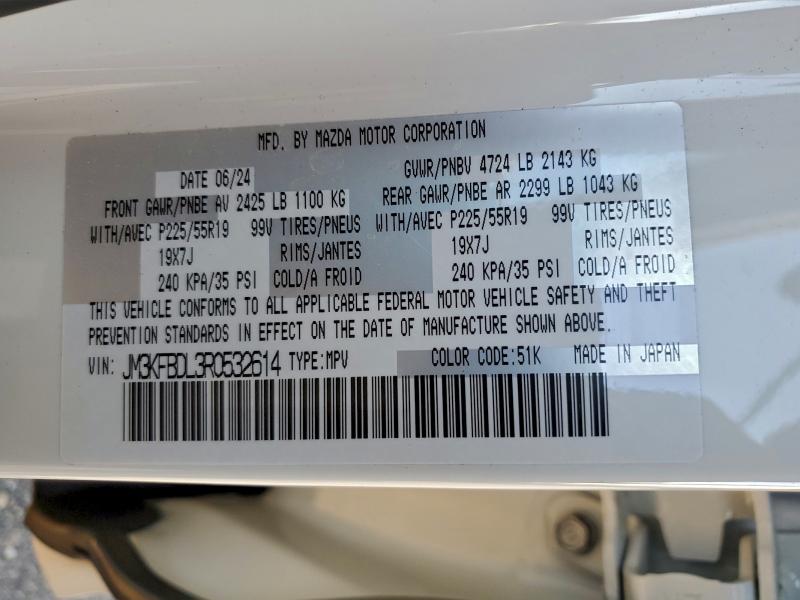 MFD. BY MAZDA MOTOR CORPORATION
DATE 06/24 GVWR/PNBV 4724 LB 2143 KG
FRONT GAWR/PNBE AV 2425 LB 1100 KG REAR GAWR/PNBE AR 2299 LB 1043 KG
WITH/AVEC P225/55R19 99V TIRES/PNEUS WITH/AVEC P225/55R19 99V TIRES/PNEUS
19X7J RIMS/JANTES 19X7J RIMS/JANTES
240 KPA/35 PSI COLD/A FROID 240 KPA/35 PSI COLD/A FROID
THIS VEHICLE CONFORMS TO ALL APPLICABLE FEDERAL MOTOR VEHICLE SAFETY AND THEFT
PREVENTION STANDARDS IN EFFECT ON THE DATE OF MANUFACTURE SHOWN ABOVE.
VIN: JM3KFBDL3R0532614 TYPE:MPV COLOR CODE:51K MADE IN JAPAN